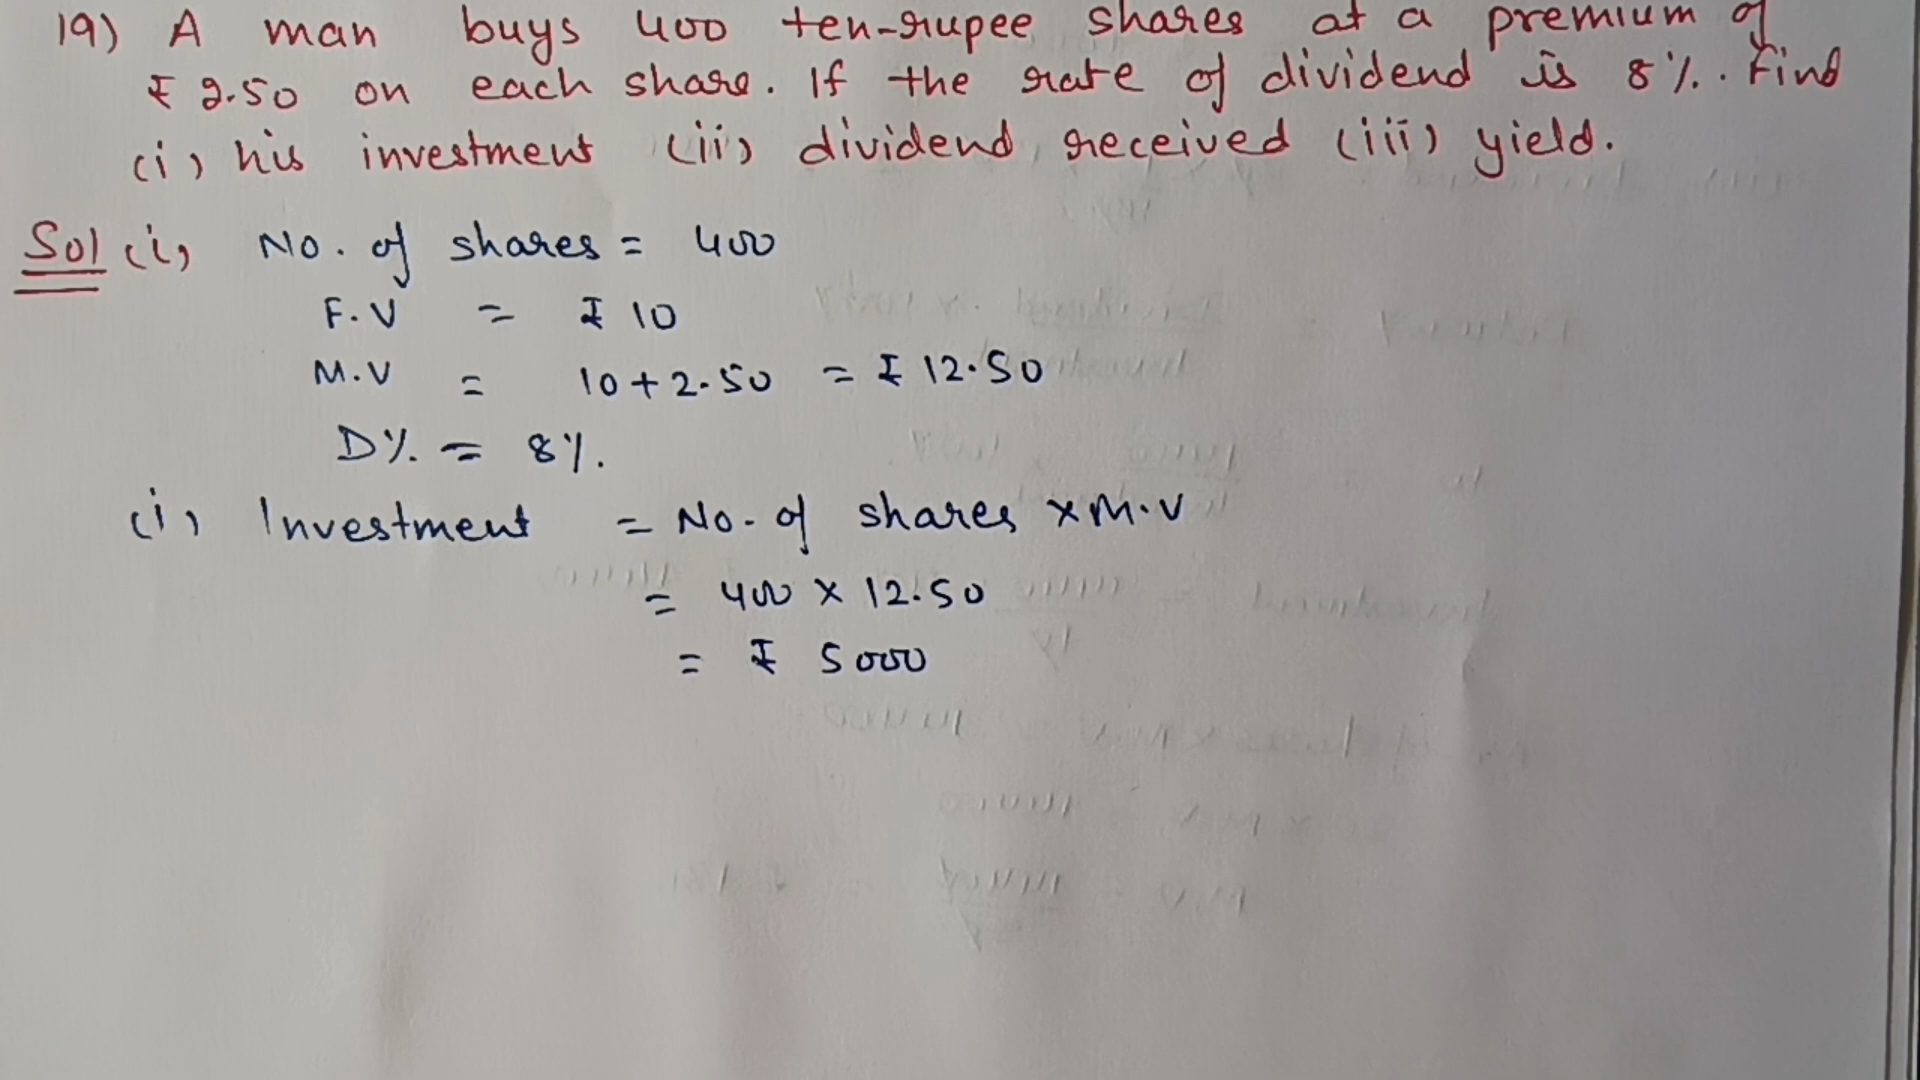 19) A man buys 400 ten-rupee shares at a premium of
₹ 2.50 on each share. If the rate of dividend is 8%. Find
(i) his investment (ii) dividend received (iii) yield.
Sol (i) No. of shares = 400
F.V = ₹ 10
M.V = 10 + 2.50 = ₹ 12.50
D% = 8%.
(i) Investment = No. of shares × M.V
= 400 × 12.50
= ₹ 5000